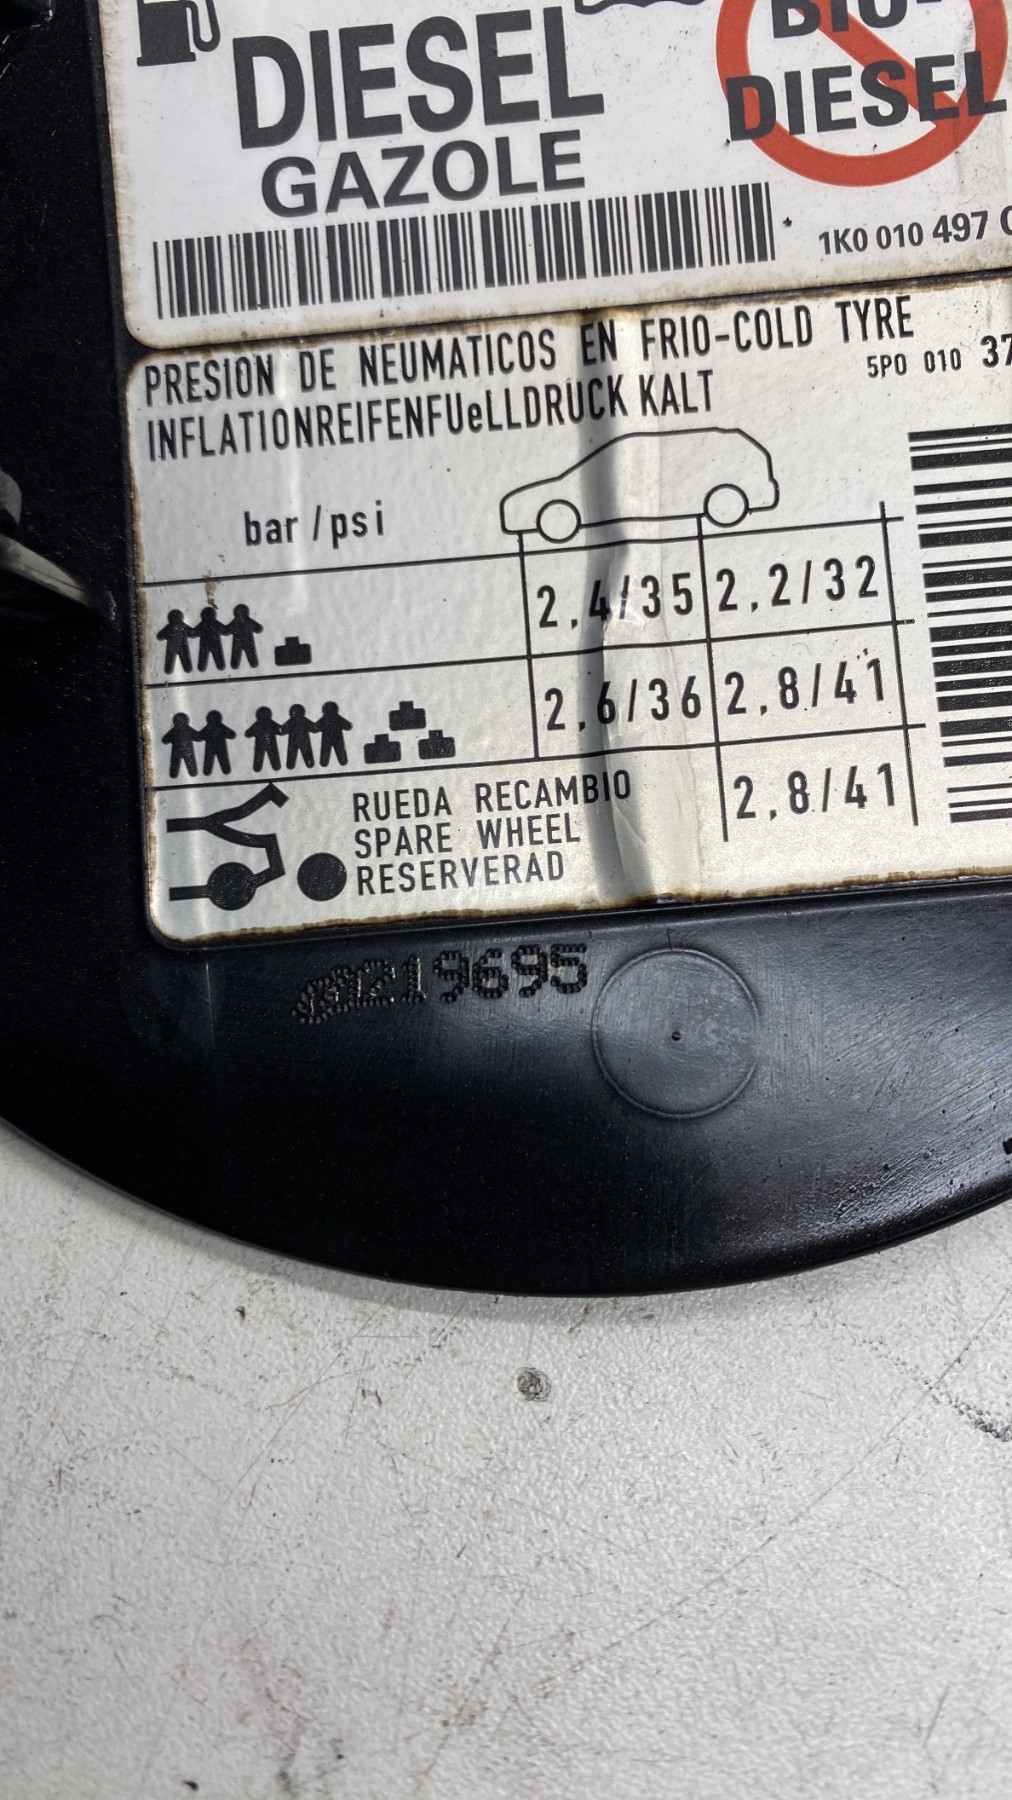 BIO-
DIESEL
DIESEL
GAZOLE
1K0 010 497
PRESION DE NEUMATICOS EN FRIO-COLD TYRE
INFLATIONREIFENFUeLLDRUCK KALT
5P0 010 37
bar/psi
2,4/35 2,2/32
2,6/36 2,8/41
RUEDA RECAMBIO
SPARE WHEEL
RESERVERAD
2,8/41